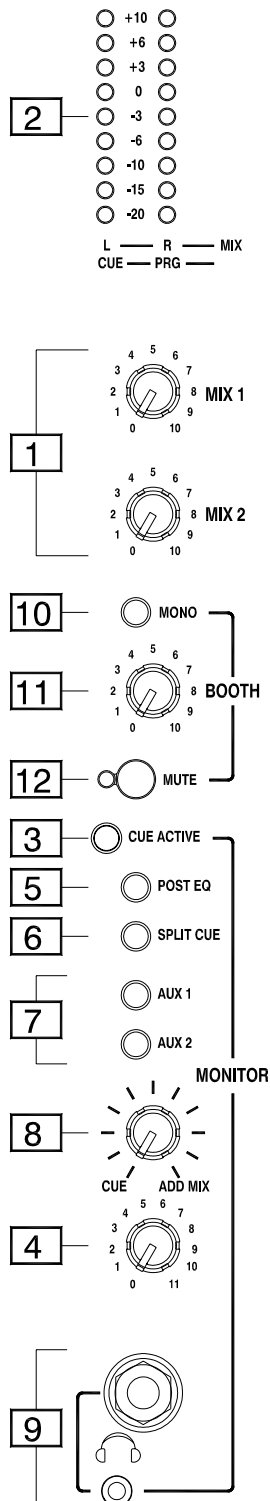 +10
+6
+3
0
2 -3
-6
-10
-15
-20
L R MIX
CUE PRG
1
0 1 2 3 4 5 6 7 8 9 10 MIX 1
0 1 2 3 4 5 6 7 8 9 10 MIX 2
10 MONO
11 0 1 2 3 4 5 6 7 8 9 10 BOOTH
12 MUTE
3 CUE ACTIVE
5 POST EQ
6 SPLIT CUE
7 AUX 1
AUX 2
MONITOR
8
CUE ADD MIX
4 0 1 2 3 4 5 6 7 8 9 10 11
9